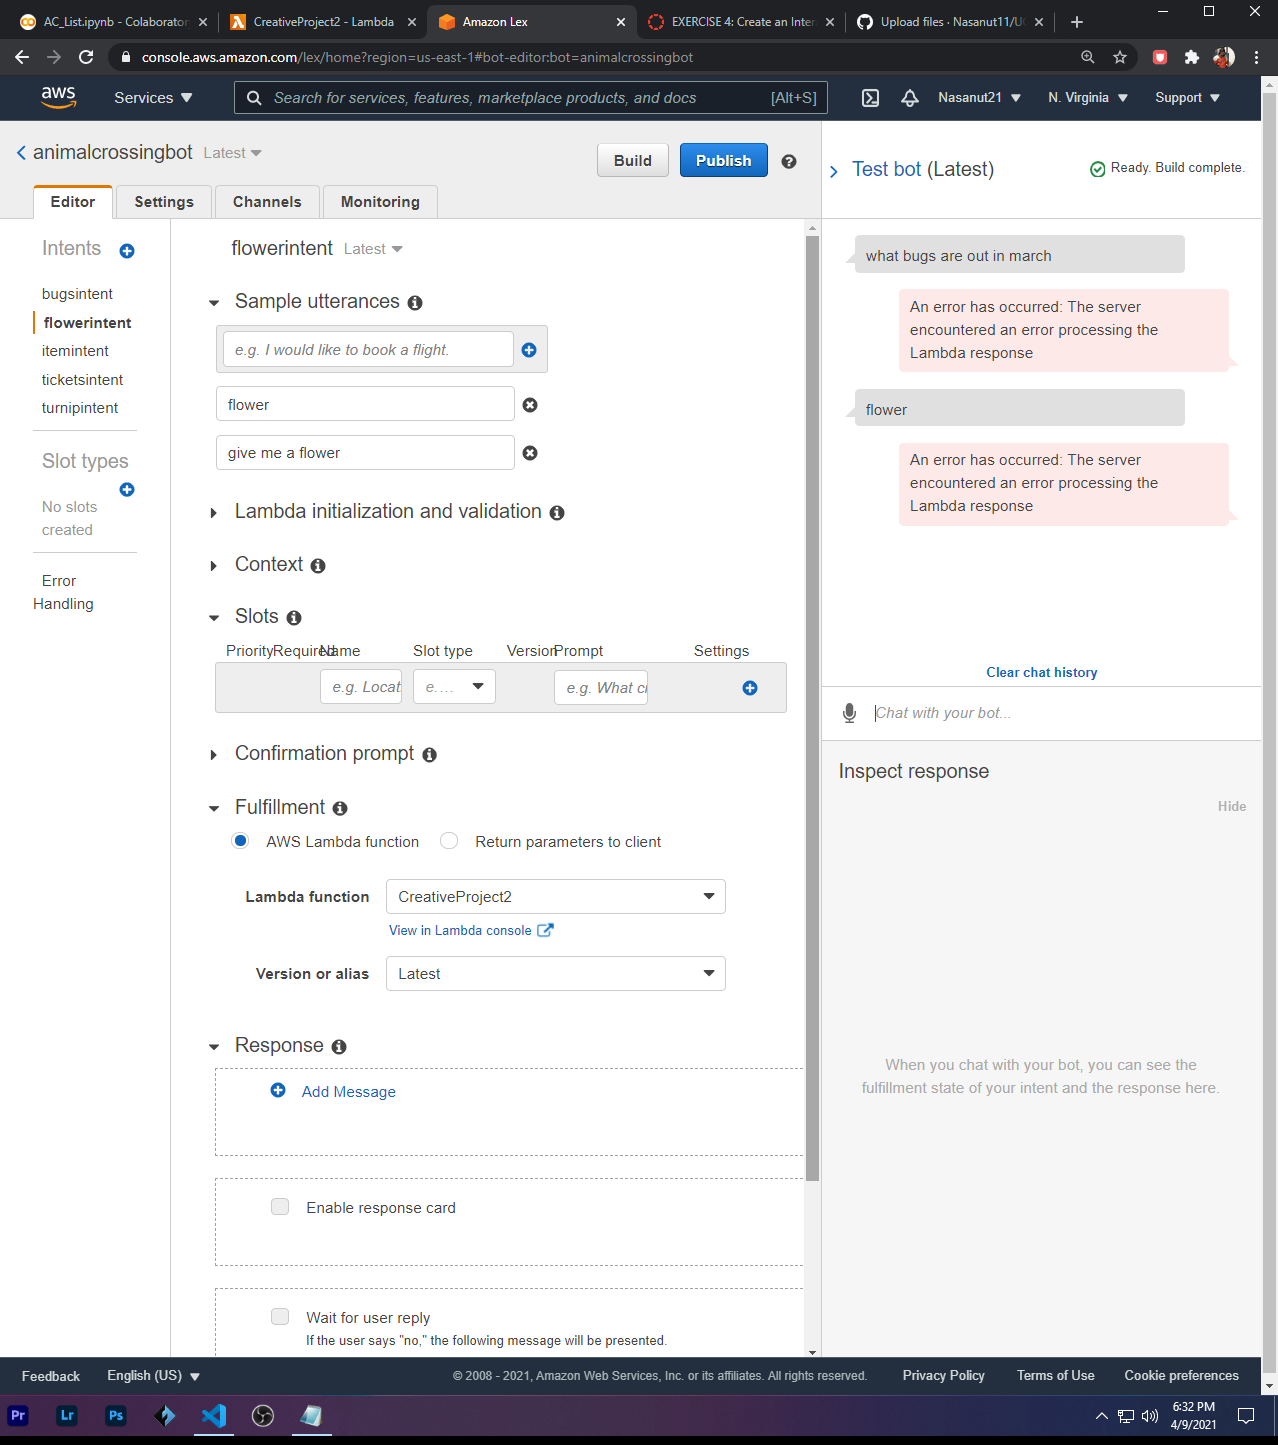 AC_List.ipynb - Colaborator
CreativeProject2 - Lambda
Amazon Lex
EXERCISE 4: Create an Inter
Upload files · Nasanut11/U
console.aws.amazon.com/lex/home?region=us-east-1#bot-editor:bot=animalcrossingbot
aws
Services
Search for services, features, marketplace products, and docs
[Alt+S]
Nasanut21
N. Virginia
Support
animalcrossingbot
Latest
Build
Publish
Editor
Settings
Channels
Monitoring
Test bot (Latest)
Ready. Build complete.
Intents
bugsintent
flowerintent
itemintent
ticketsintent
turnipintent
Slot types
No slots
created
Error
Handling
flowerintent
Latest
Sample utterances
e.g. I would like to book a flight.
flower
give me a flower
Lambda initialization and validation
Context
Slots
Priority
Required
Name
Slot type
Version
Prompt
Settings
e.g. Locat
e....
e.g. What ci
Confirmation prompt
Fulfillment
AWS Lambda function
Return parameters to client
Lambda function
CreativeProject2
View in Lambda console
Version or alias
Latest
Response
Add Message
Enable response card
Wait for user reply
If the user says "no," the following message will be presented.
what bugs are out in march
An error has occurred: The server
encountered an error processing the
Lambda response
flower
An error has occurred: The server
encountered an error processing the
Lambda response
Clear chat history
Chat with your bot...
Inspect response
Hide
When you chat with your bot, you can see the
fulfillment state of your intent and the response here.
Feedback
English (US)
© 2008 - 2021, Amazon Web Services, Inc. or its affiliates. All rights reserved.
Privacy Policy
Terms of Use
Cookie preferences
Pr
Lr
Ps
6:32 PM
4/9/2021